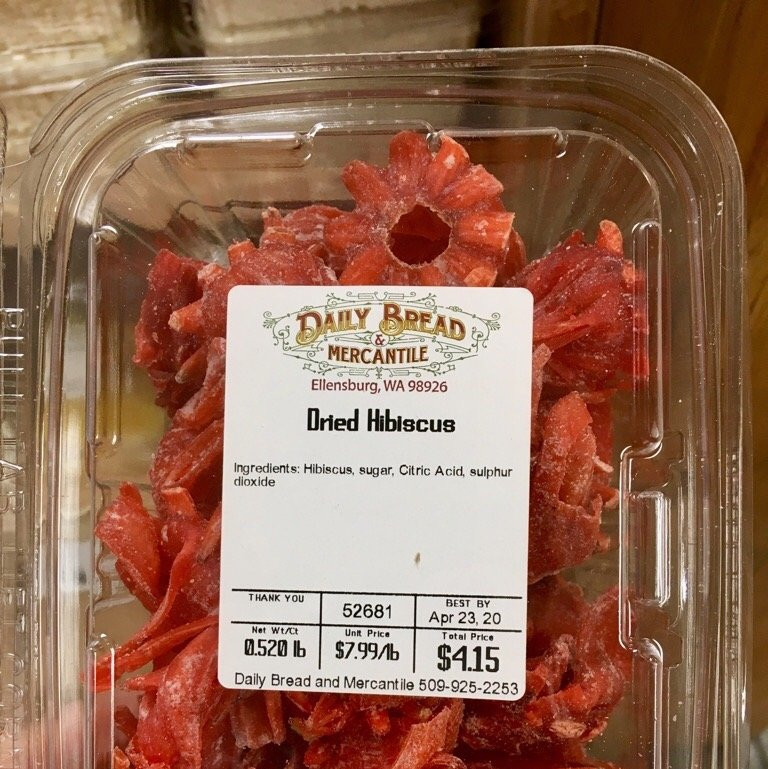 DAILY BREAD
&
MERCANTILE
Ellensburg, WA 98926
Dried Hibiscus
Ingredients: Hibiscus, sugar, Citric Acid, sulphur
dioxide
THANK YOU
52681
BEST BY
Apr 23, 20
Net Wt/Ct
0.520 lb
Unit Price
$7.99/lb
Total Price
$4.15
Daily Bread and Mercantile 509-925-2253